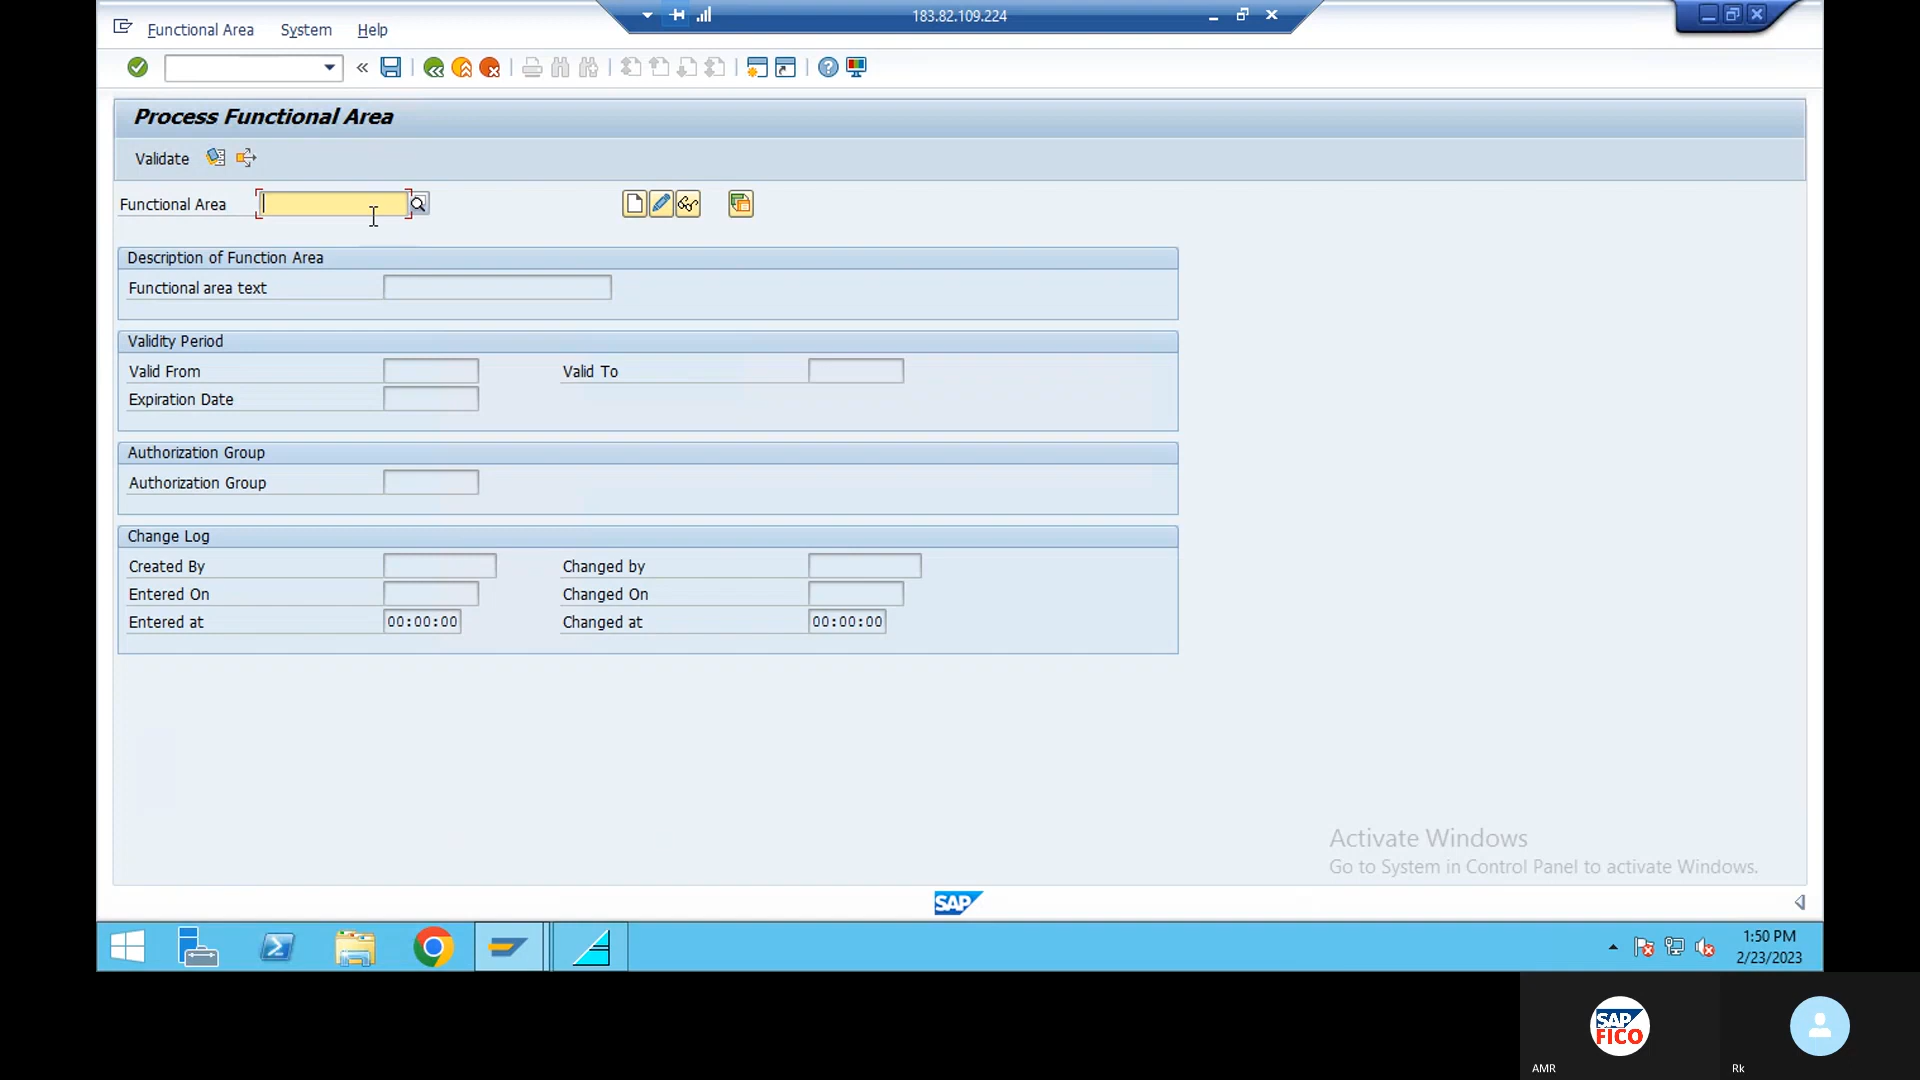 183.82.109.224
Functional Area System Help
Process Functional Area
Validate
Functional Area
Description of Function Area
Functional area text
Validity Period
Valid From Valid To
Expiration Date
Authorization Group
Authorization Group
Change Log
Created By Changed by
Entered On Changed On
Entered at 00:00:00 Changed at 00:00:00
Activate Windows
Go to System in Control Panel to activate Windows.
SAP
1:50 PM
2/23/2023
SAP
FICO
AMR Rk